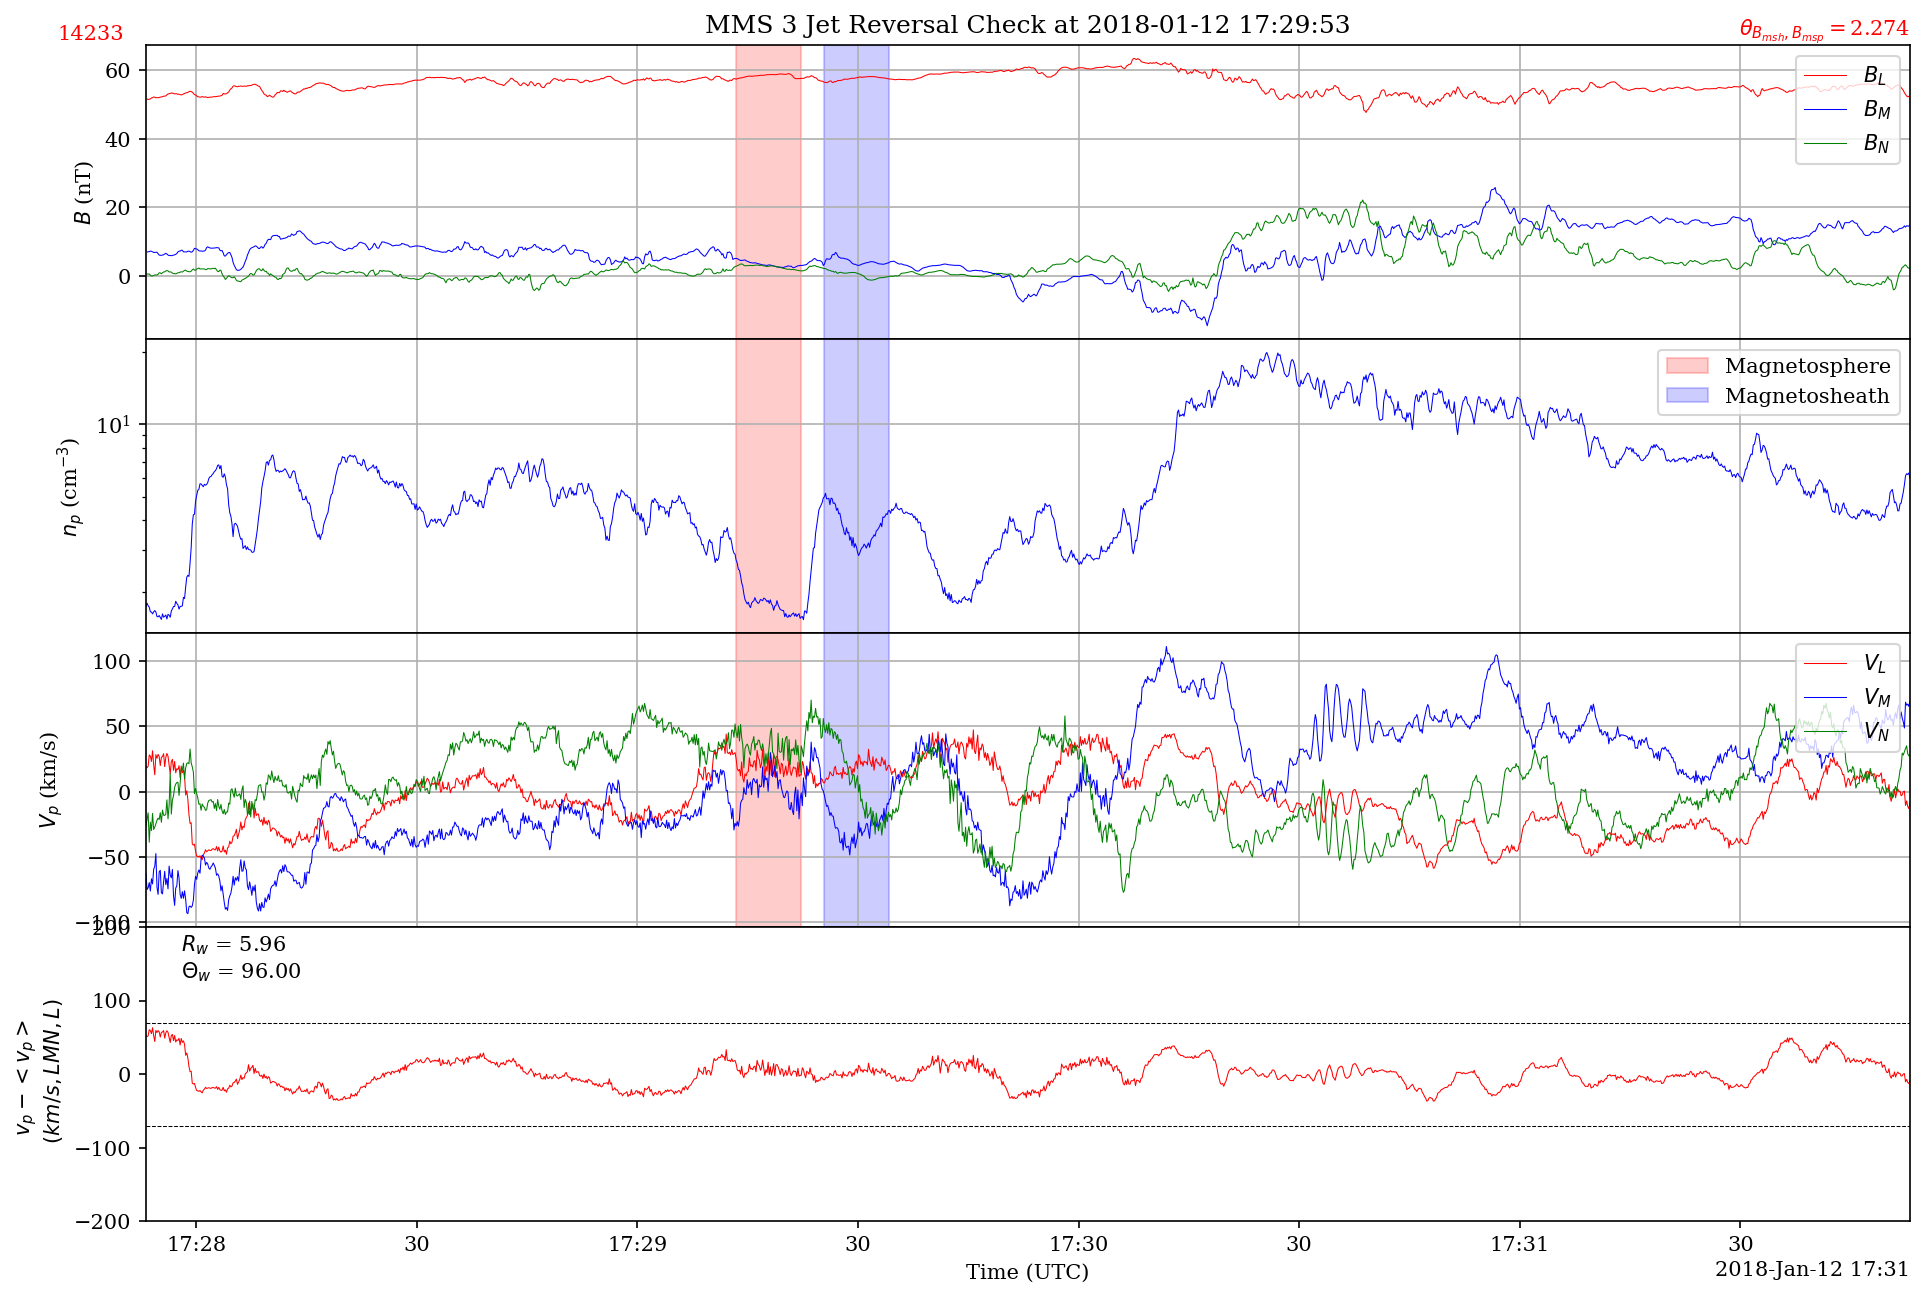 MMS 3 Jet Reversal Check at 2018-01-12 17:29:53
14233
θ_{B_{msh}, B_{msp}} = 2.274
60
40
20
0
B (nT)
B_L
B_M
B_N
10^1
n_p (cm^{-3})
Magnetosphere
Magnetosheath
100
50
0
−50
−100
V_p (km/s)
V_L
V_M
V_N
200
100
0
−100
−200
v_p − < v_p >
(km/s, LMN, L)
R_w = 5.96
Θ_w = 96.00
17:28
30
17:29
30
17:30
30
17:31
30
Time (UTC)
2018-Jan-12 17:31